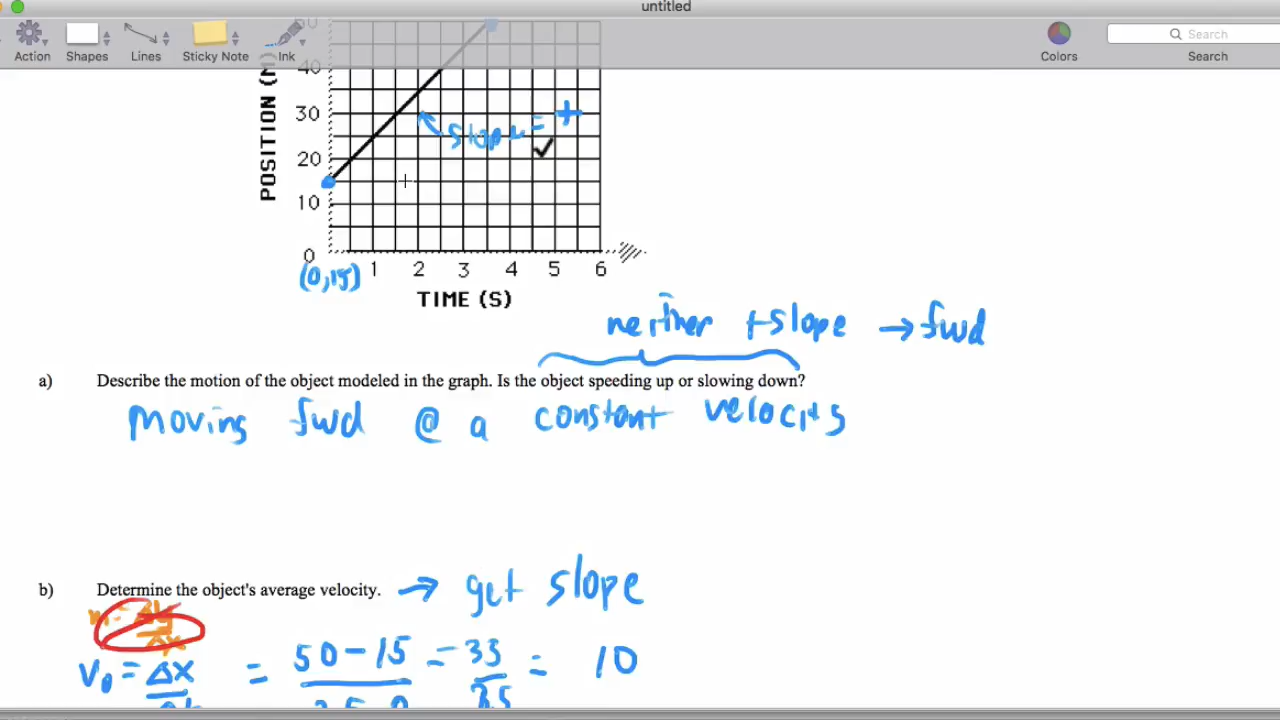 untitled
Action Shapes Lines Sticky Note Ink Colors Search Search
40
30
20
10
0
POSITION (M
slope = +
(0,15)
1 2 3 4 5 6
TIME (S)
neither +slope → fwd
a) Describe the motion of the object modeled in the graph. Is the object speeding up or slowing down?
moving fwd @ a constant velocity
b) Determine the object's average velocity. → get slope
= 50-15 = 35 = 10
Δx